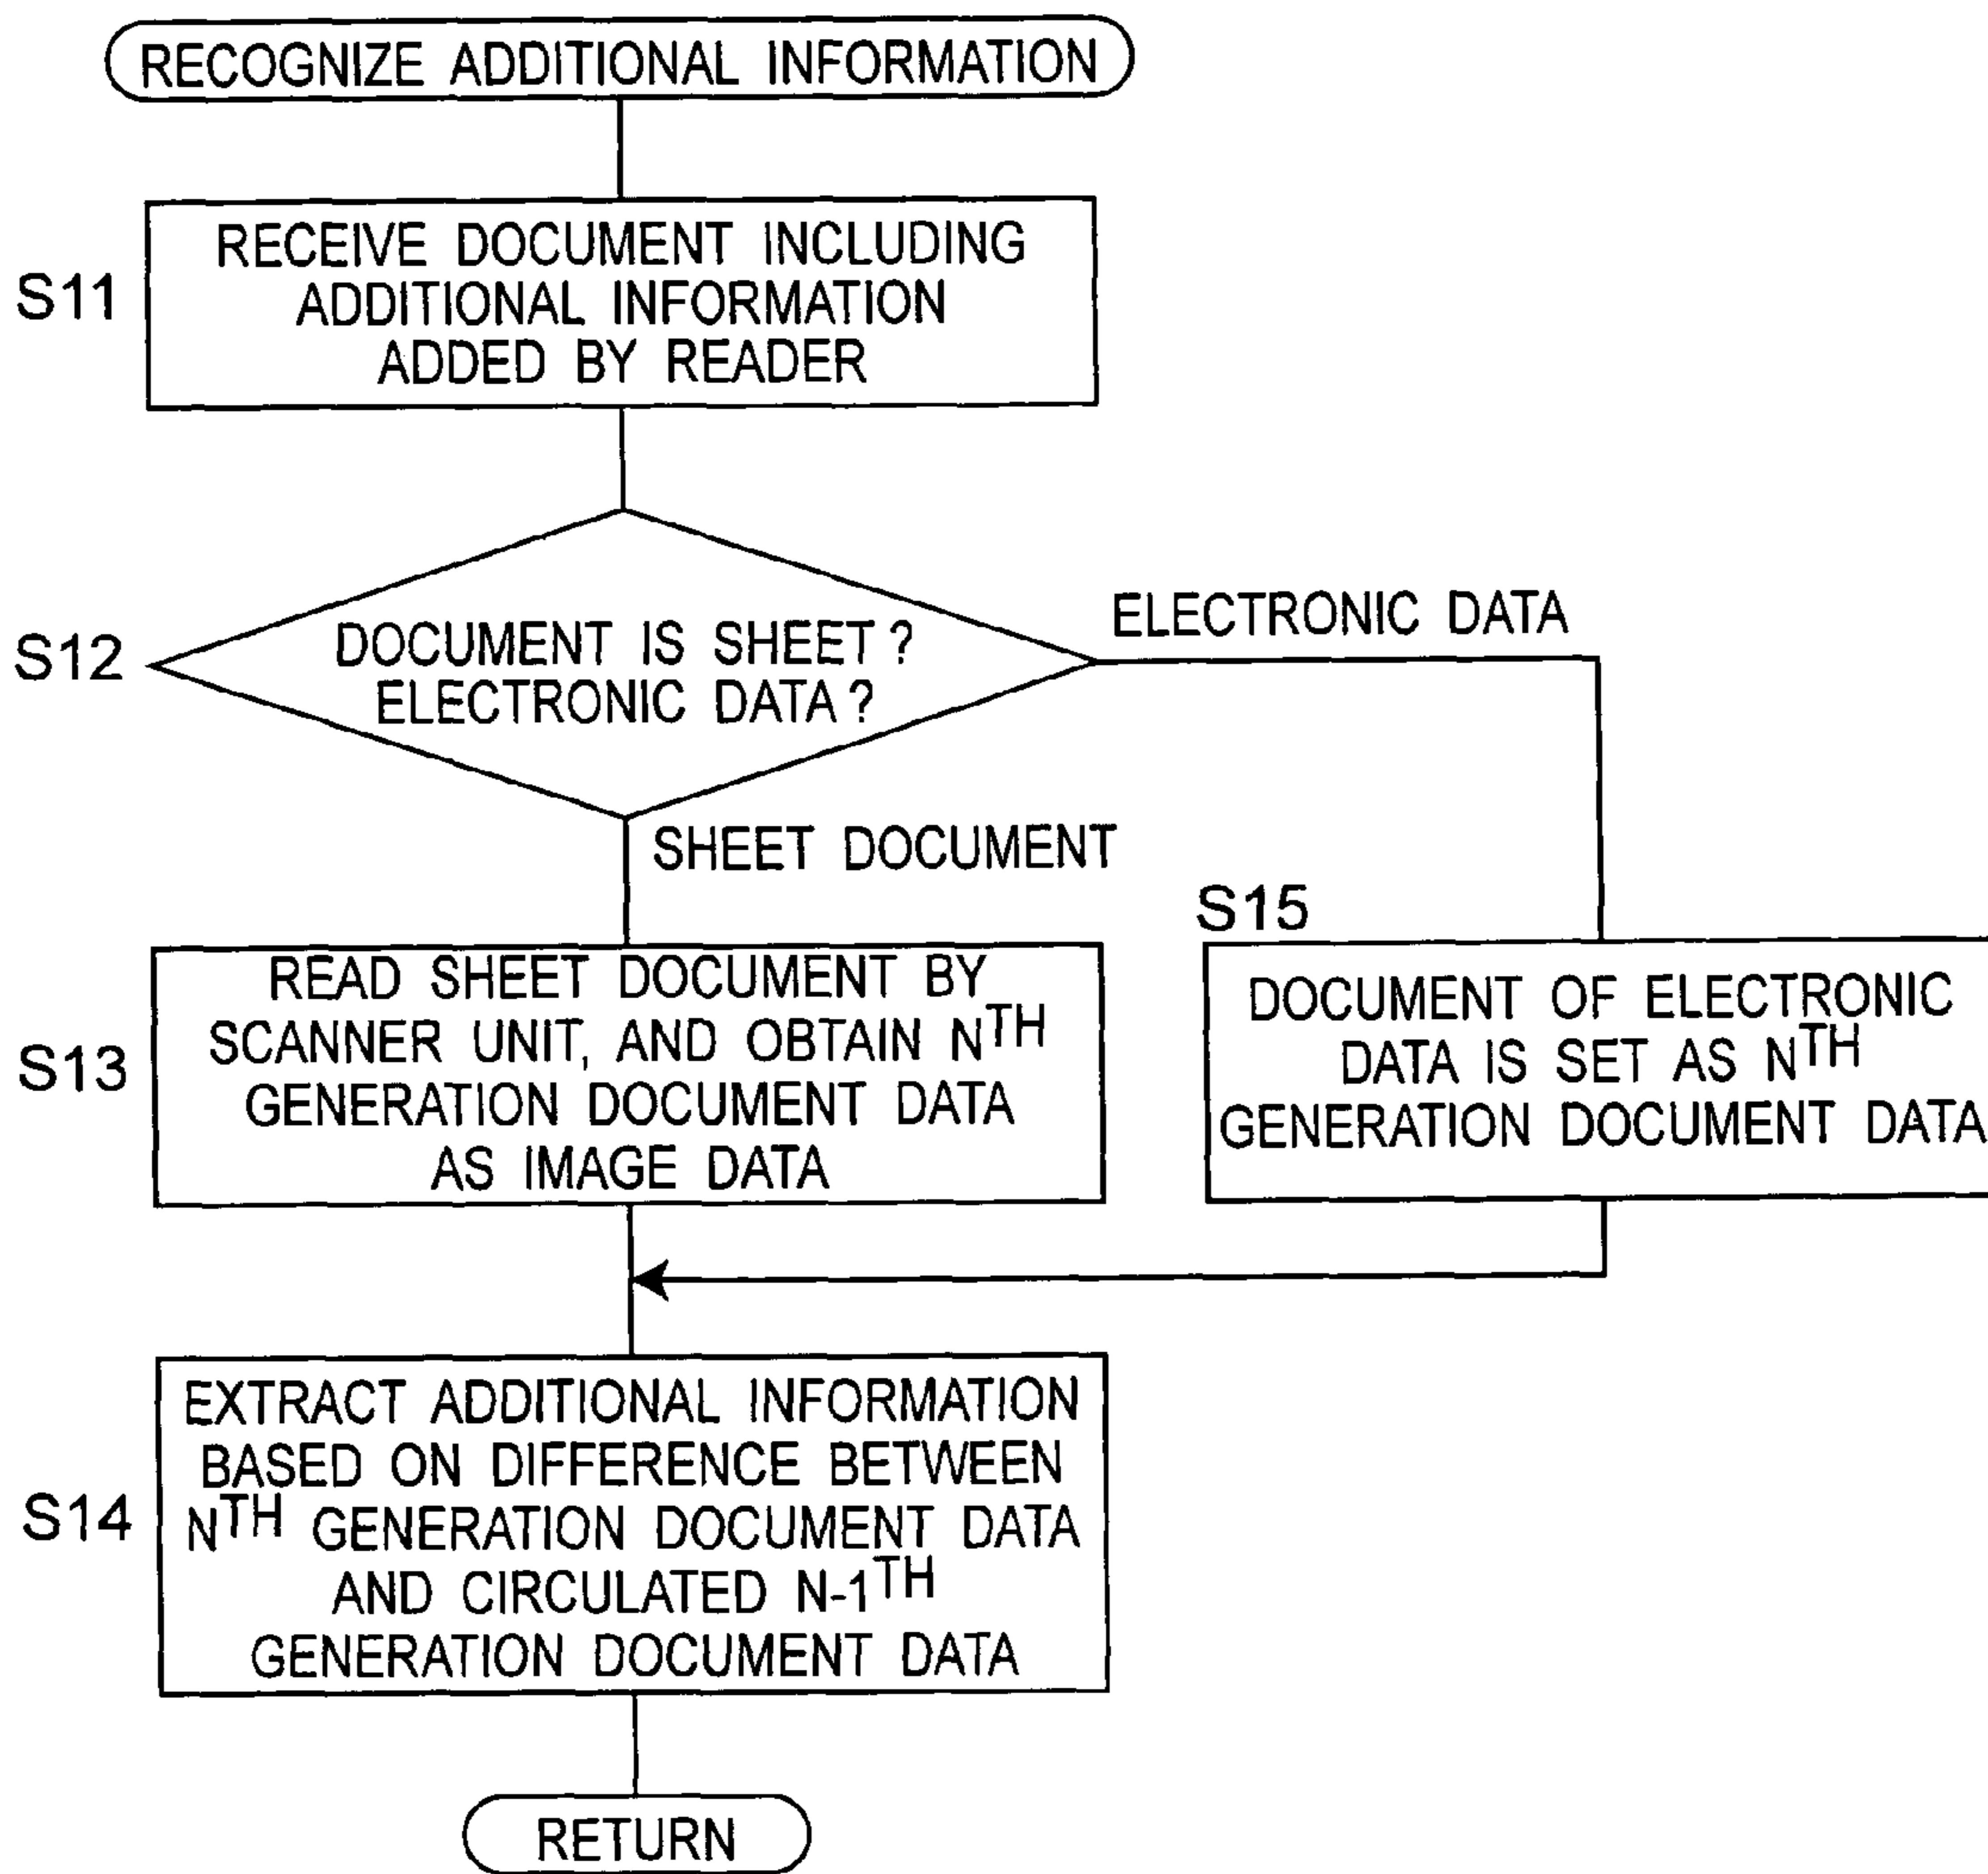 RECOGNIZE ADDITIONAL INFORMATION
S11
RECEIVE DOCUMENT INCLUDING
ADDITIONAL INFORMATION
ADDED BY READER
S12
DOCUMENT IS SHEET?
ELECTRONIC DATA?
ELECTRONIC DATA
SHEET DOCUMENT
S13
READ SHEET DOCUMENT BY
SCANNER UNIT, AND OBTAIN NTH
GENERATION DOCUMENT DATA
AS IMAGE DATA
S15
DOCUMENT OF ELECTRONIC
DATA IS SET AS NTH
GENERATION DOCUMENT DATA
S14
EXTRACT ADDITIONAL INFORMATION
BASED ON DIFFERENCE BETWEEN
NTH GENERATION DOCUMENT DATA
AND CIRCULATED N-1TH
GENERATION DOCUMENT DATA
RETURN